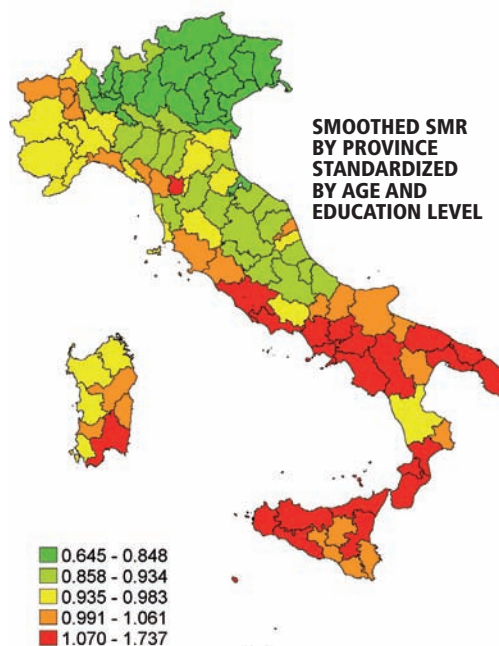 SMOOTHED SMR
BY PROVINCE
STANDARDIZED
BY AGE AND
EDUCATION LEVEL
0.645 - 0.848
0.858 - 0.934
0.935 - 0.983
0.991 - 1.061
1.070 - 1.737